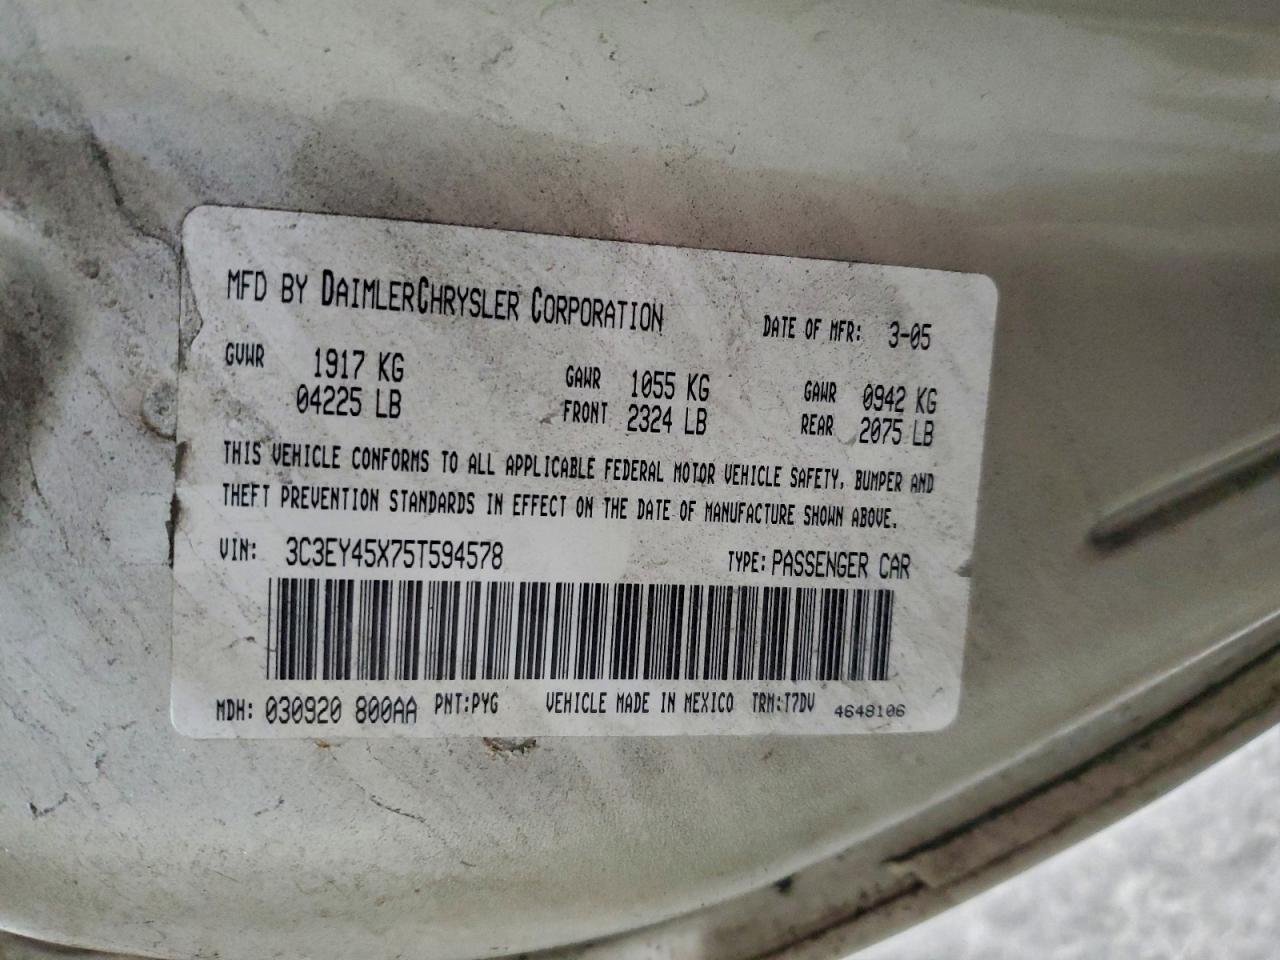 MFD BY DAIMLERCHRYSLER CORPORATION DATE OF MFR: 3-05
GVWR 1917 KG GAWR 1055 KG GAWR 0942 KG
04225 LB FRONT 2324 LB REAR 2075 LB
THIS VEHICLE CONFORMS TO ALL APPLICABLE FEDERAL MOTOR VEHICLE SAFETY, BUMPER AND
THEFT PREVENTION STANDARDS IN EFFECT ON THE DATE OF MANUFACTURE SHOWN ABOVE.
VIN: 3C3EY45X75T594578 TYPE: PASSENGER CAR
MDH: 030920 800AA PNT:PYG VEHICLE MADE IN MEXICO TRM:T7DV 4648106